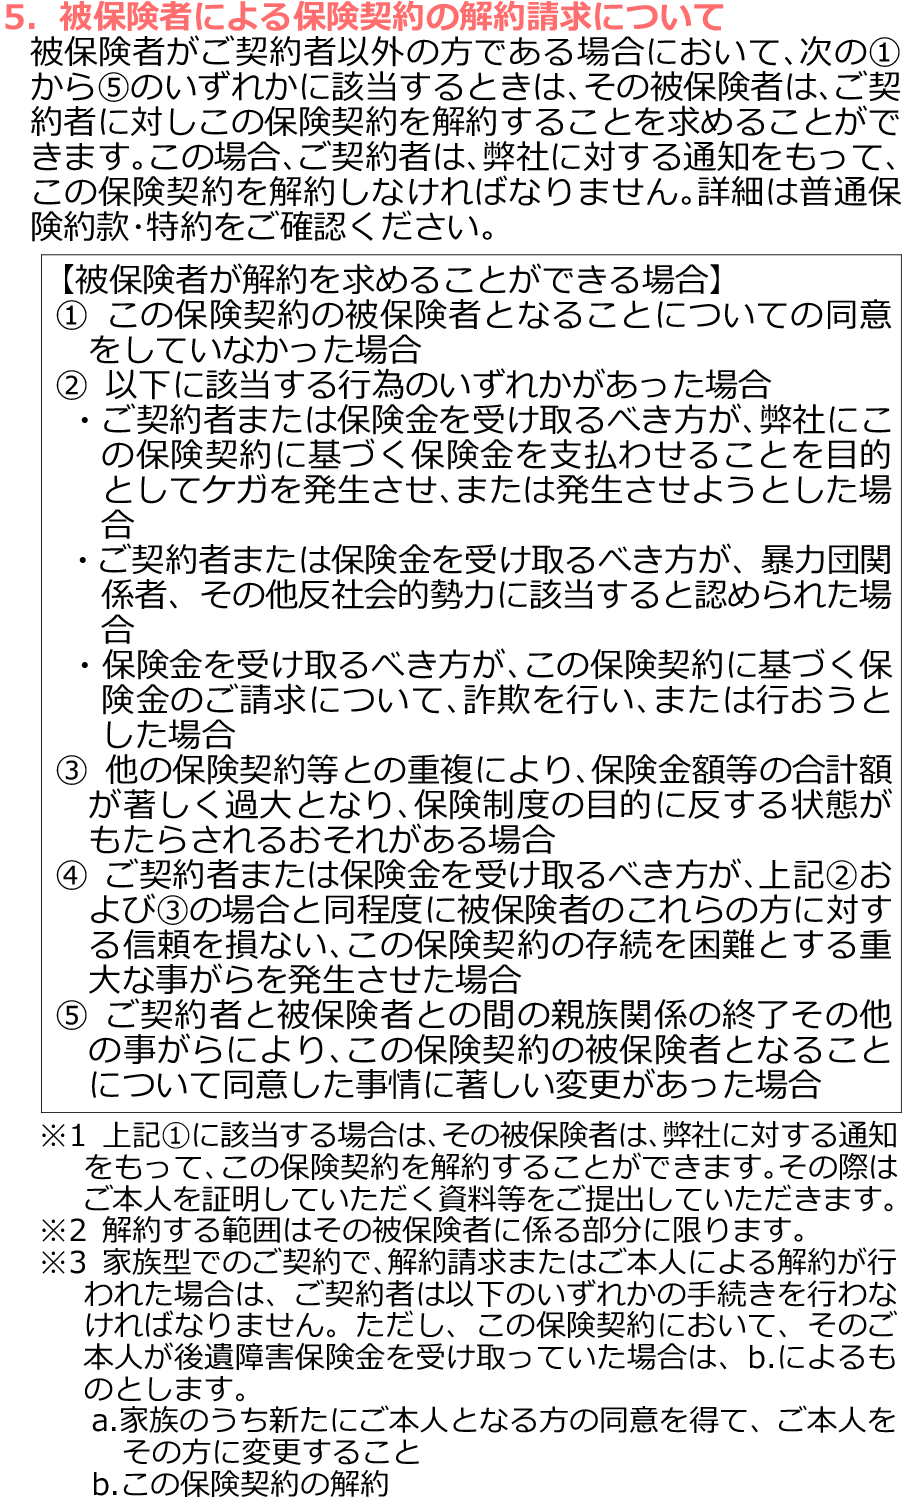 5. 被保険者による保険契約の解約請求について
被保険者がご契約者以外の方である場合において、次の①
から⑤のいずれかに該当するときは、その被保険者は、ご契
約者に対しこの保険契約を解約することを求めることがで
きます。この場合、ご契約者は、弊社に対する通知をもって、
この保険契約を解約しなければなりません。詳細は普通保
険約款・特約をご確認ください。
【被保険者が解約を求めることができる場合】
① この保険契約の被保険者となることについての同意
をしていなかった場合
② 以下に該当する行為のいずれかがあった場合
・ご契約者または保険金を受け取るべき方が、弊社にこ
の保険契約に基づく保険金を支払わせることを目的
としてケガを発生させ、または発生させようとした場
合
・ご契約者または保険金を受け取るべき方が、暴力団関
係者、その他反社会的勢力に該当すると認められた場
合
・保険金を受け取るべき方が、この保険契約に基づく保
険金のご請求について、詐欺を行い、または行おうと
した場合
③ 他の保険契約等との重複により、保険金額等の合計額
が著しく過大となり、保険制度の目的に反する状態が
もたらされるおそれがある場合
④ ご契約者または保険金を受け取るべき方が、上記②お
よび③の場合と同程度に被保険者のこれらの方に対す
る信頼を損ない、この保険契約の存続を困難とする重
大な事がらを発生させた場合
⑤ ご契約者と被保険者との間の親族関係の終了その他
の事がらにより、この保険契約の被保険者となること
について同意した事情に著しい変更があった場合
※1 上記①に該当する場合は、その被保険者は、弊社に対する通知
をもって、この保険契約を解約することができます。その際は
ご本人を証明していただく資料等をご提出していただきます。
※2 解約する範囲はその被保険者に係る部分に限ります。
※3 家族型でのご契約で、解約請求またはご本人による解約が行
われた場合は、ご契約者は以下のいずれかの手続きを行わな
ければなりません。ただし、この保険契約において、そのご
本人が後遺障害保険金を受け取っていた場合は、b.によるも
のとします。
a.家族のうち新たにご本人となる方の同意を得て、ご本人を
その方に変更すること
b.この保険契約の解約